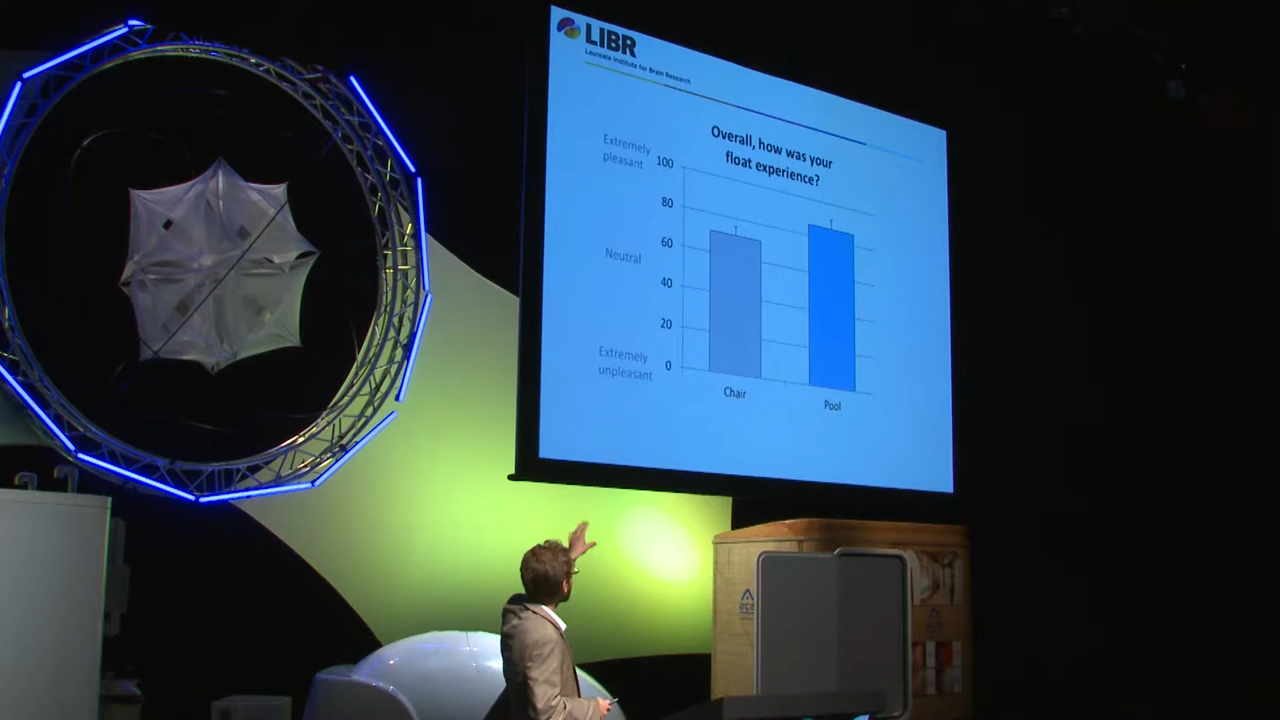 LIBR
Laureate Institute for Brain Research
Overall, how was your
float experience?
Extremely
pleasant
100
80
60
Neutral
40
20
Extremely
unpleasant
0
Chair
Pool